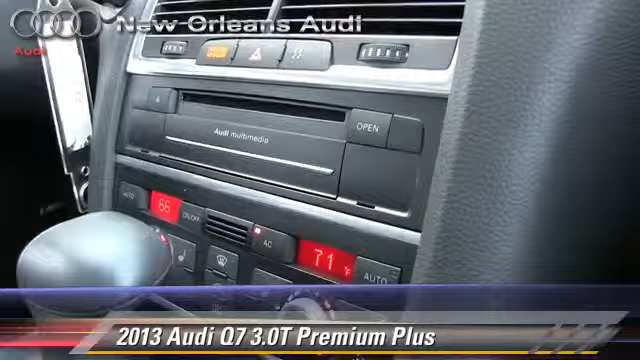 New Orleans Audi
Audi
OPEN
Audi multimedia
AUTO
66
ON/OFF
AC
71 °F
AUTO
2013 Audi Q7 3.0T Premium Plus